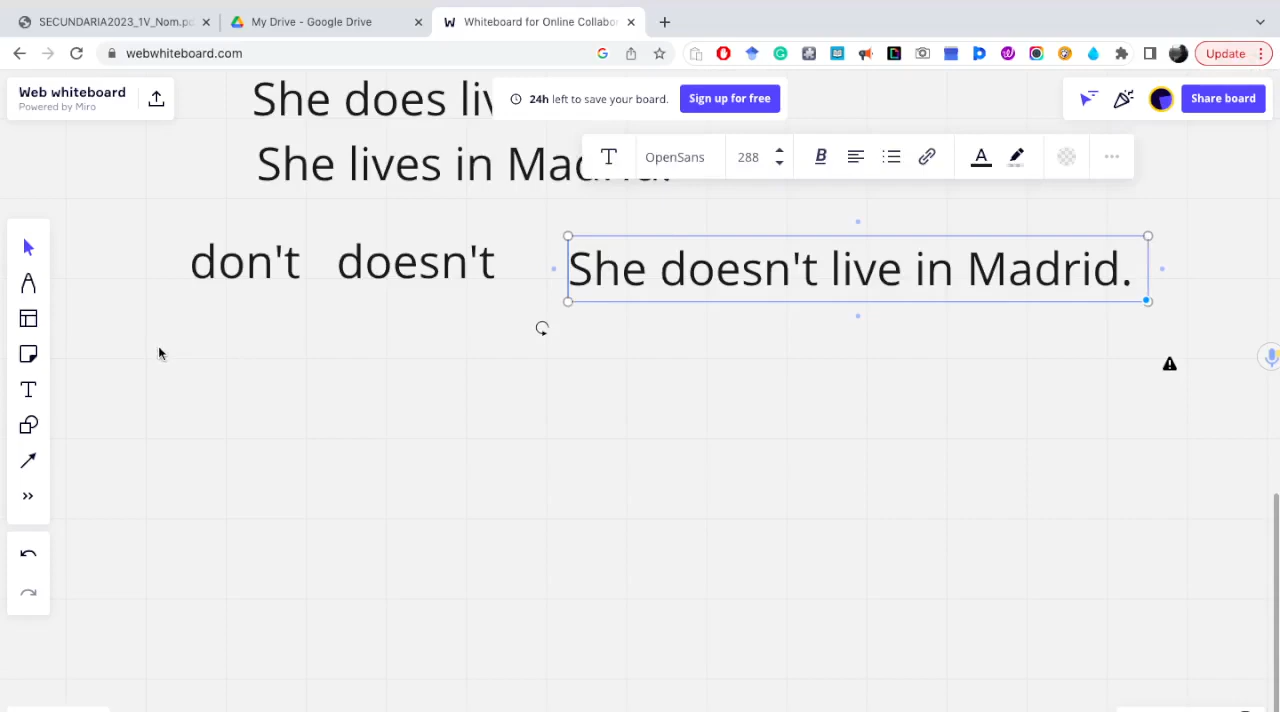 SECUNDARIA2023_1V_Nom.p
My Drive - Google Drive
Whiteboard for Online Collabor
webwhiteboard.com
Update
Web whiteboard
Powered by Miro
24h left to save your board.
Sign up for free
Share board
She does liv
OpenSans
288
She lives in Madrid.
don't doesn't
She doesn't live in Madrid.